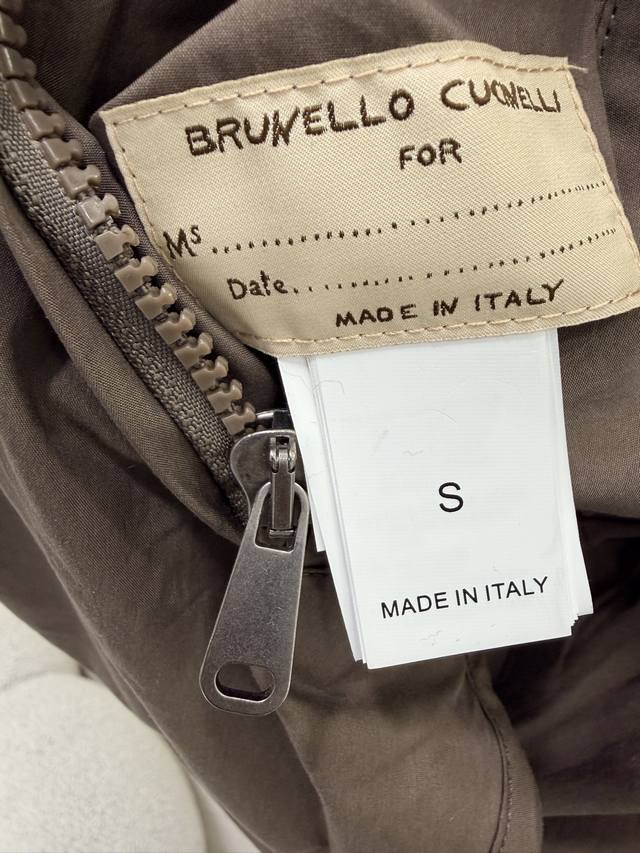 BRUNELLO CUCINELLI
FOR
Ms ..............................
Date..............................
MADE IN ITALY
S
MADE IN ITALY